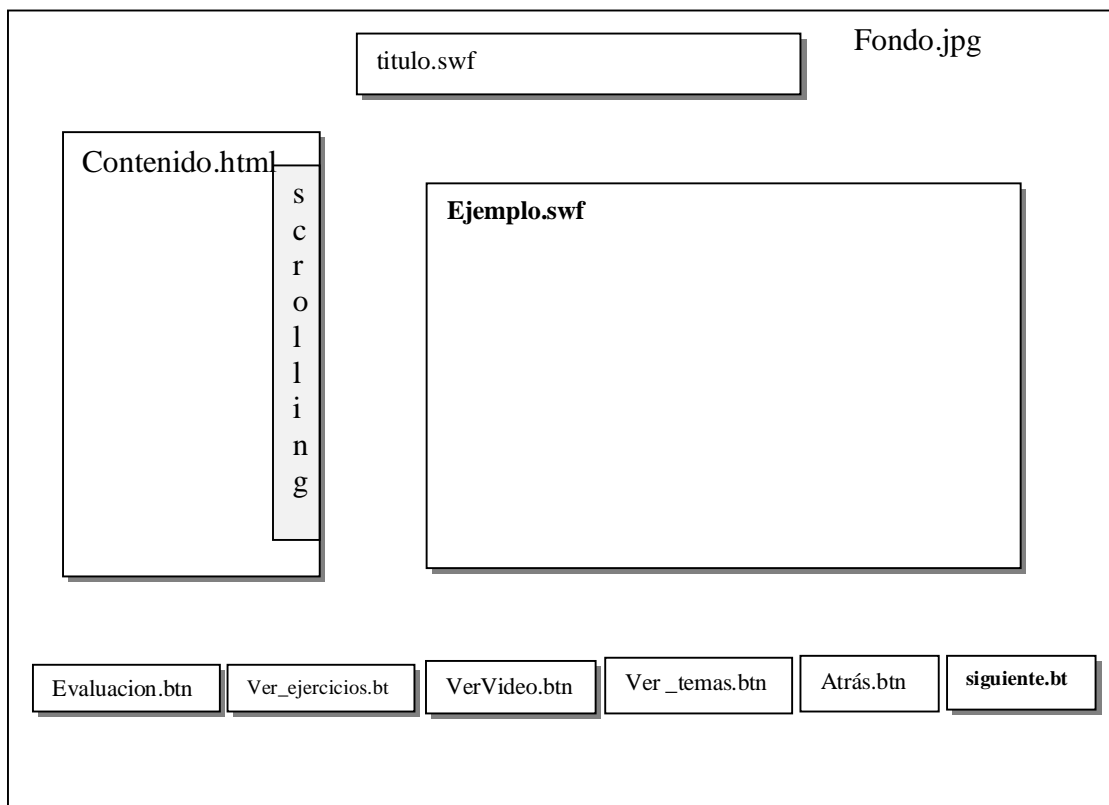 titulo.swf
Fondo.jpg
Contenido.html
scrolling
Ejemplo.swf
Evaluacion.btn
Ver_ejercicios.bt
VerVideo.btn
Ver _temas.btn
Atrás.btn
siguiente.bt